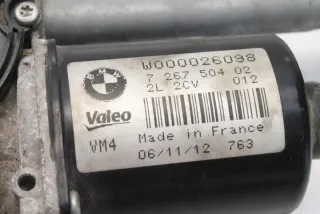 BMW
W000026098
7 267 504 02
2L 2CV 012
Valeo
VM4 Made in France
06/11/12 763